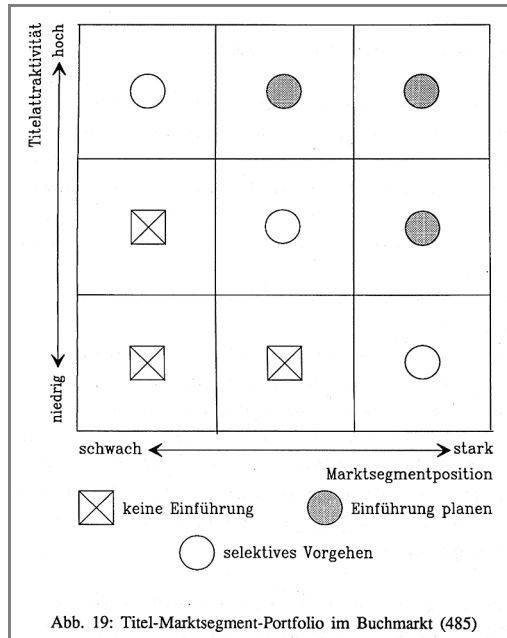 Titelattraktivität
hoch
niedrig
schwach
stark
Marktsegmentposition
keine Einführung
Einführung planen
selektives Vorgehen
Abb. 19: Titel-Marktsegment-Portfolio im Buchmarkt (485)